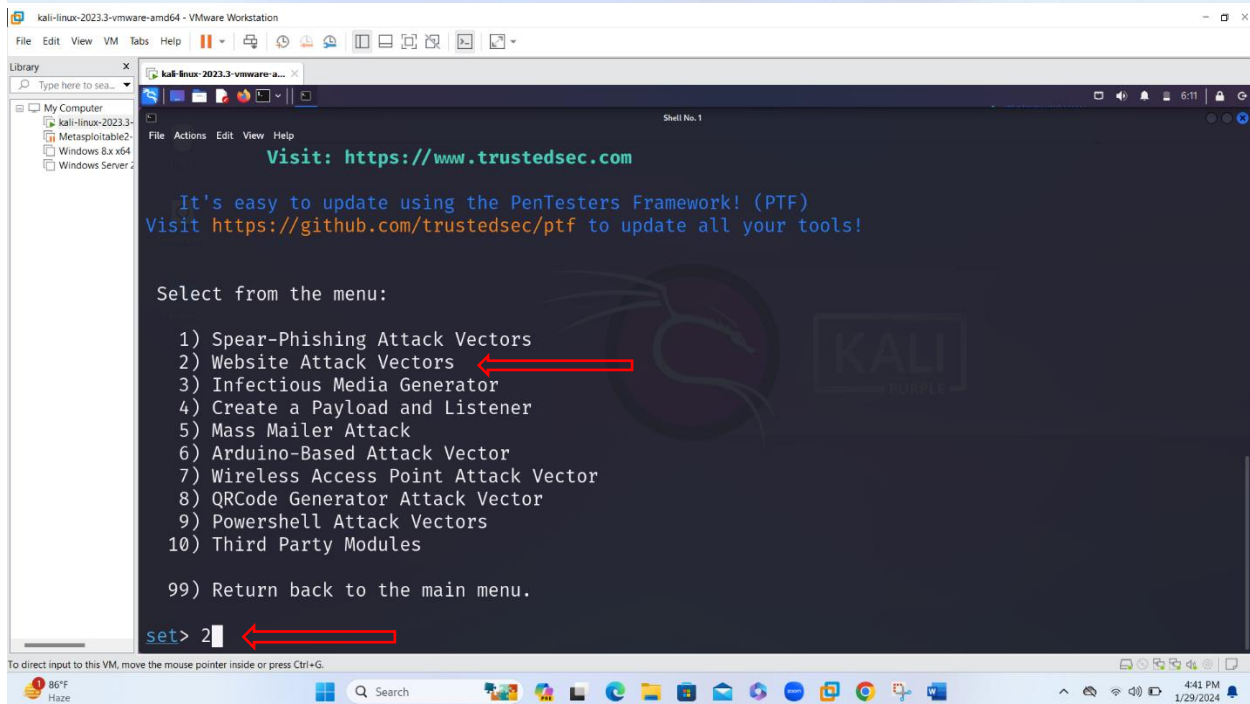 kali-linux-2023.3-vmware-amd64 - VMware Workstation
File Edit View VM Tabs Help
Library
Type here to sea...
My Computer
kali-linux-2023.3-
Metasploitable2-
Windows 8.x x64
Windows Server 2
kali-linux-2023.3-vmware-a...
6:11
Shell No. 1
File Actions Edit View Help
Visit: https://www.trustedsec.com
It's easy to update using the PenTesters Framework! (PTF)
Visit https://github.com/trustedsec/ptf to update all your tools!
Select from the menu:
1) Spear-Phishing Attack Vectors
2) Website Attack Vectors
3) Infectious Media Generator
4) Create a Payload and Listener
5) Mass Mailer Attack
6) Arduino-Based Attack Vector
7) Wireless Access Point Attack Vector
8) QRCode Generator Attack Vector
9) Powershell Attack Vectors
10) Third Party Modules
99) Return back to the main menu.
set> 2
KALI
PURPLE
To direct input to this VM, move the mouse pointer inside or press Ctrl+G.
1
86°F
Haze
Search
zoom
4:41 PM
1/29/2024